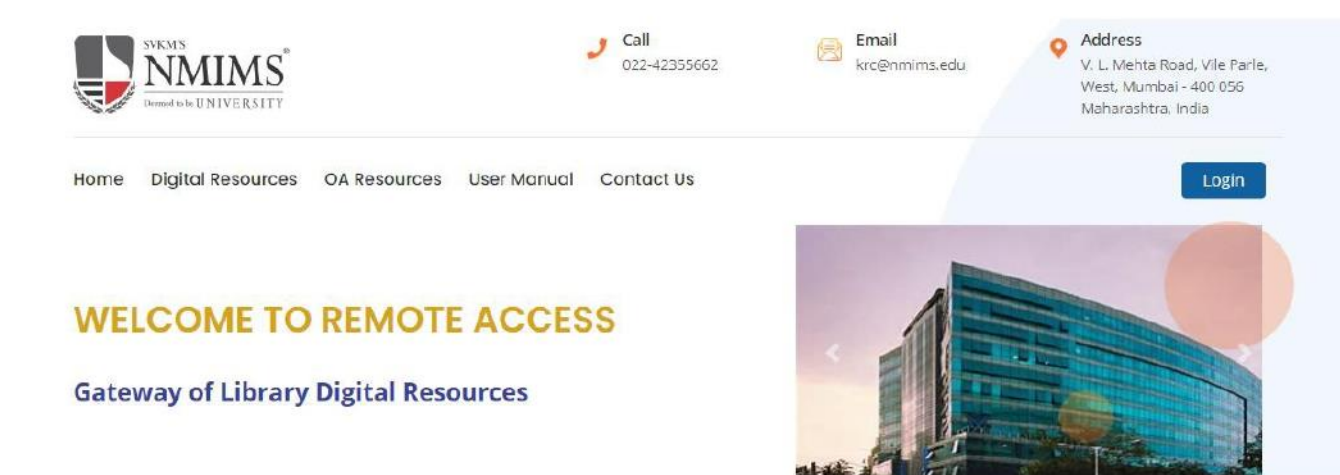 SVKM'S
NMIMS®
Deemed to be UNIVERSITY
Call
022-42355662
Email
krc@nmims.edu
Address
V. L. Mehta Road, Vile Parle,
West, Mumbai - 400 056
Maharashtra, India
Home Digital Resources OA Resources User Manual Contact Us
Login
WELCOME TO REMOTE ACCESS
Gateway of Library Digital Resources